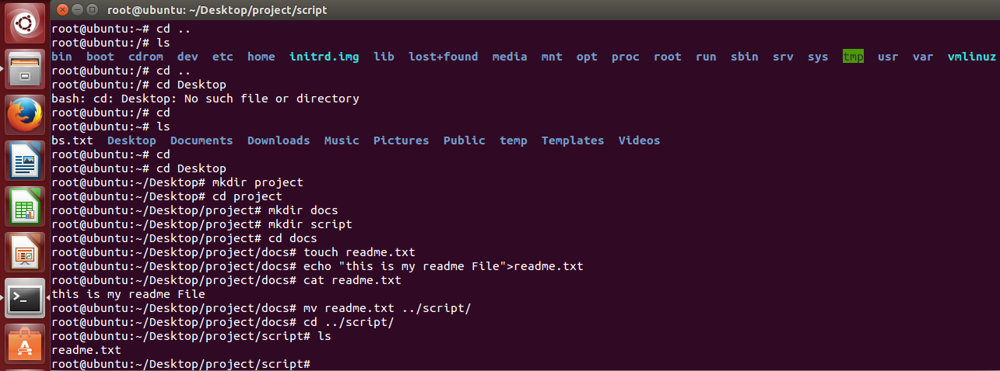 root@ubuntu: ~/Desktop/project/script
root@ubuntu:~# cd ..
root@ubuntu:/# ls
bin boot cdrom dev etc home initrd.img lib lost+found media mnt opt proc root run sbin srv sys tmp usr var vmlinuz
root@ubuntu:/# cd ..
root@ubuntu:/# cd Desktop
bash: cd: Desktop: No such file or directory
root@ubuntu:/# cd
root@ubuntu:~# ls
bs.txt Desktop Documents Downloads Music Pictures Public temp Templates Videos
root@ubuntu:~# cd
root@ubuntu:~# cd Desktop
root@ubuntu:~/Desktop# mkdir project
root@ubuntu:~/Desktop# cd project
root@ubuntu:~/Desktop/project# mkdir docs
root@ubuntu:~/Desktop/project# mkdir script
root@ubuntu:~/Desktop/project# cd docs
root@ubuntu:~/Desktop/project/docs# touch readme.txt
root@ubuntu:~/Desktop/project/docs# echo "this is my readme File">readme.txt
root@ubuntu:~/Desktop/project/docs# cat readme.txt
this is my readme File
root@ubuntu:~/Desktop/project/docs# mv readme.txt ../script/
root@ubuntu:~/Desktop/project/docs# cd ../script/
root@ubuntu:~/Desktop/project/script# ls
readme.txt
root@ubuntu:~/Desktop/project/script#